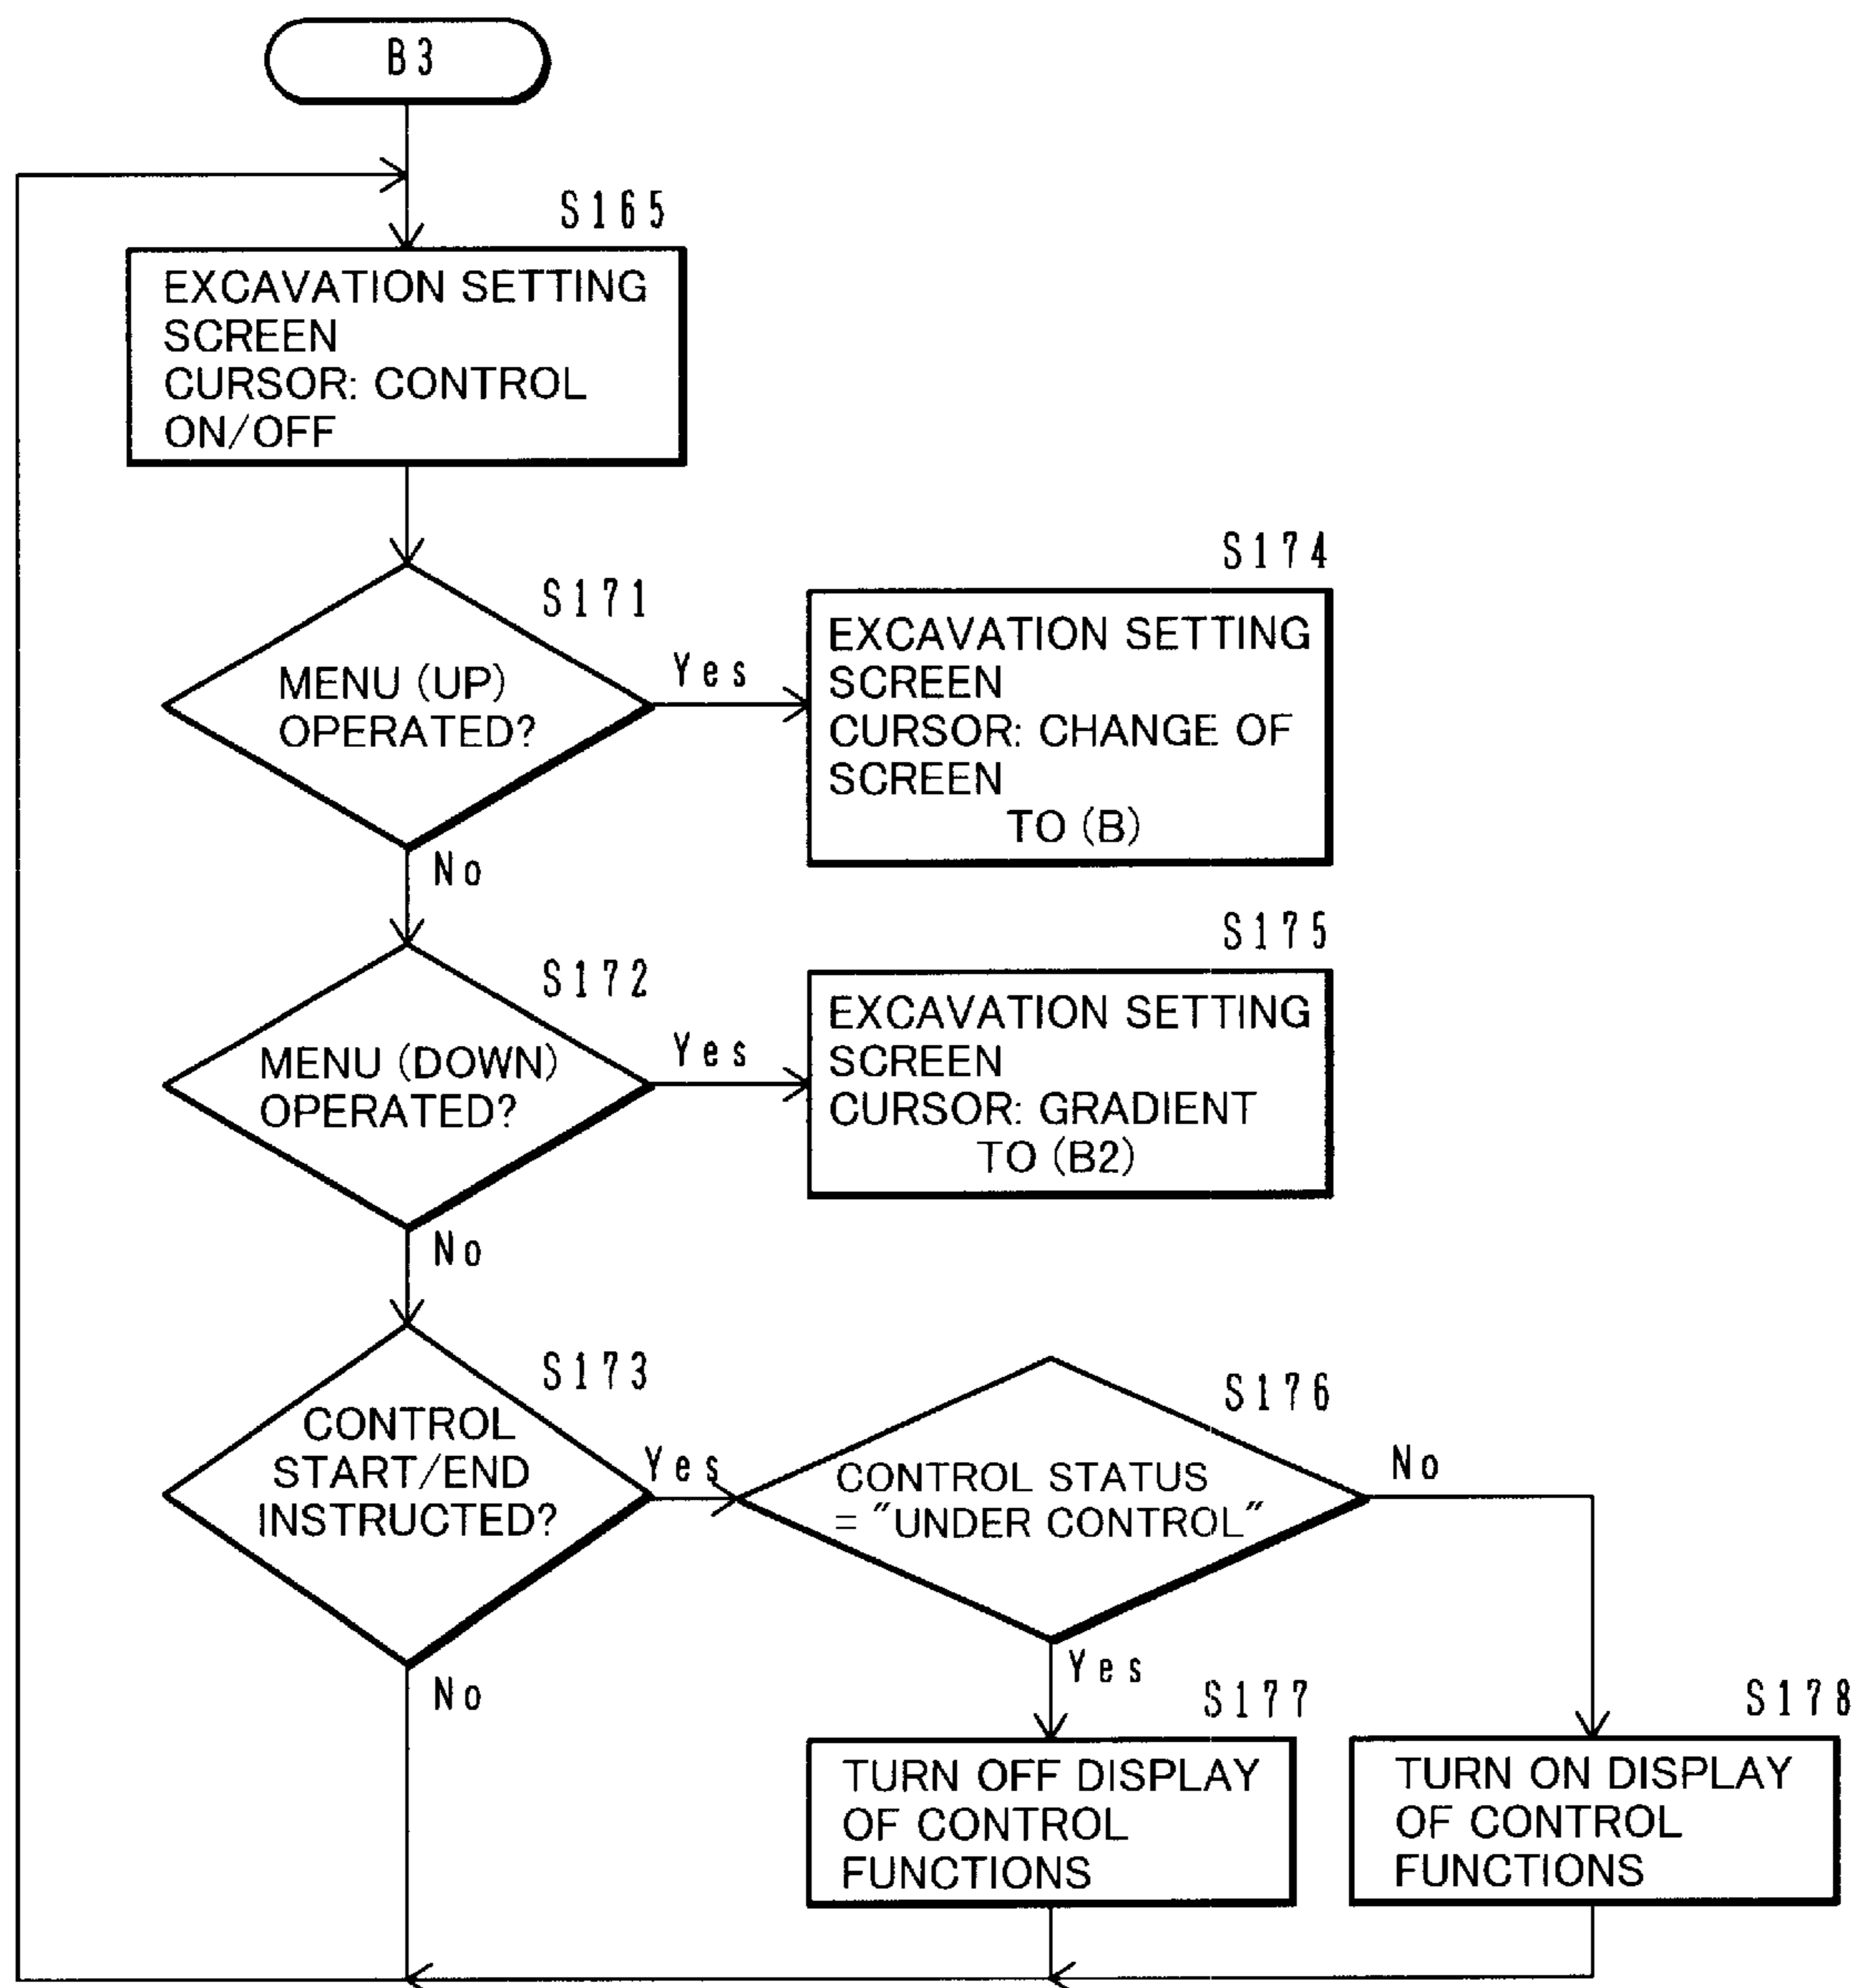 B3
S165
EXCAVATION SETTING
SCREEN
CURSOR: CONTROL
ON/OFF
S171
MENU (UP)
OPERATED?
Yes
No
S174
EXCAVATION SETTING
SCREEN
CURSOR: CHANGE OF
SCREEN
TO (B)
S172
MENU (DOWN)
OPERATED?
Yes
No
S175
EXCAVATION SETTING
SCREEN
CURSOR: GRADIENT
TO (B2)
S173
CONTROL
START/END
INSTRUCTED?
Yes
No
S176
CONTROL STATUS
= "UNDER CONTROL"
No
Yes
S177
TURN OFF DISPLAY
OF CONTROL
FUNCTIONS
S178
TURN ON DISPLAY
OF CONTROL
FUNCTIONS